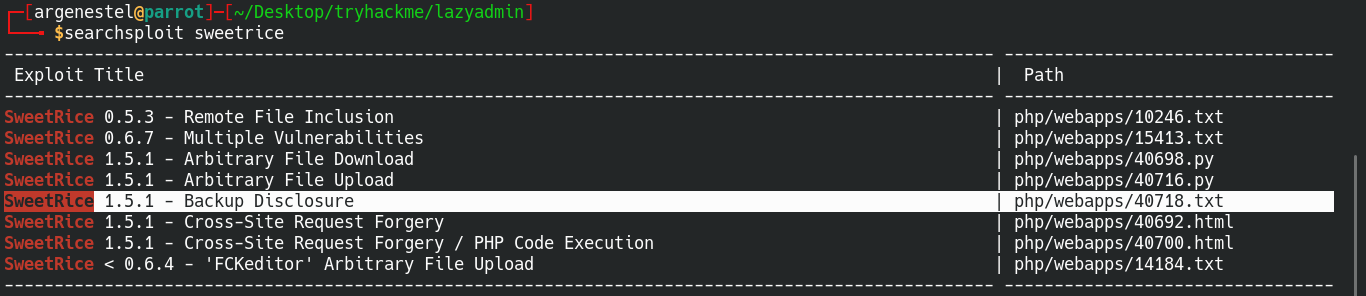 [argenestel@parrot]-[~/Desktop/tryhackme/lazyadmin]
$searchsploit sweetrice
--------------------------------------------------------------------------------------------------- ---------------------------------
Exploit Title | Path
--------------------------------------------------------------------------------------------------- ---------------------------------
SweetRice 0.5.3 - Remote File Inclusion | php/webapps/10246.txt
SweetRice 0.6.7 - Multiple Vulnerabilities | php/webapps/15413.txt
SweetRice 1.5.1 - Arbitrary File Download | php/webapps/40698.py
SweetRice 1.5.1 - Arbitrary File Upload | php/webapps/40716.py
SweetRice 1.5.1 - Backup Disclosure | php/webapps/40718.txt
SweetRice 1.5.1 - Cross-Site Request Forgery | php/webapps/40692.html
SweetRice 1.5.1 - Cross-Site Request Forgery / PHP Code Execution | php/webapps/40700.html
SweetRice < 0.6.4 - 'FCKeditor' Arbitrary File Upload | php/webapps/14184.txt
--------------------------------------------------------------------------------------------------- ---------------------------------